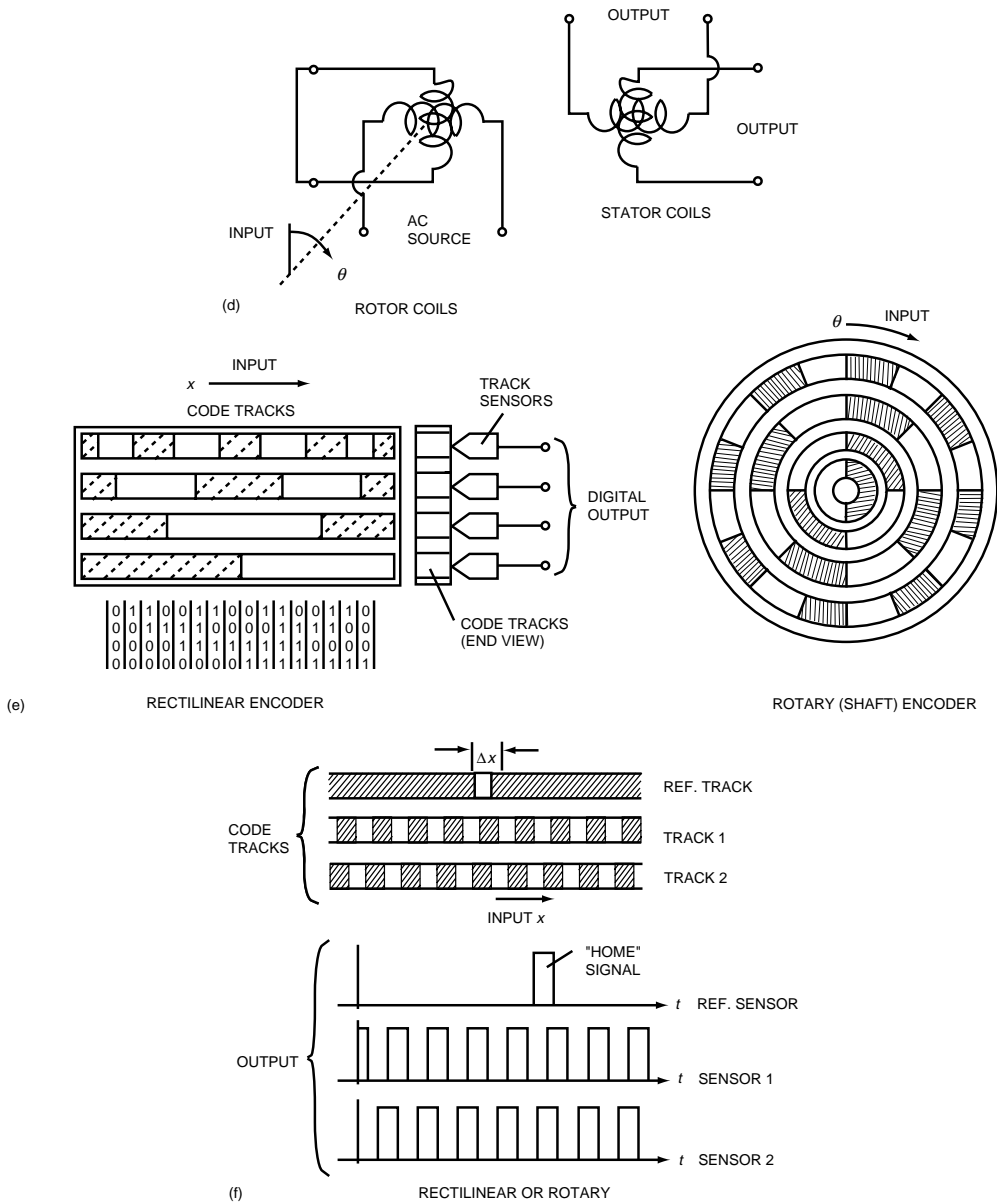 OUTPUT
OUTPUT
STATOR COILS
INPUT
AC
SOURCE
θ
(d)
ROTOR COILS
INPUT
x
CODE TRACKS
TRACK
SENSORS
DIGITAL
OUTPUT
CODE TRACKS
(END VIEW)
0 1 1 0 0 1 1 0 0 1 1 0 0 1 1 0
0 0 1 1 1 1 0 0 0 0 1 1 1 1 0 0
0 0 0 0 1 1 1 1 1 1 1 1 0 0 0 0
0 0 0 0 0 0 0 0 1 1 1 1 1 1 1 1
θ INPUT
(e)
RECTILINEAR ENCODER
ROTARY (SHAFT) ENCODER
Δx
REF. TRACK
CODE
TRACKS
TRACK 1
TRACK 2
INPUT x
"HOME"
SIGNAL
t REF. SENSOR
OUTPUT
t SENSOR 1
t SENSOR 2
(f)
RECTILINEAR OR ROTARY